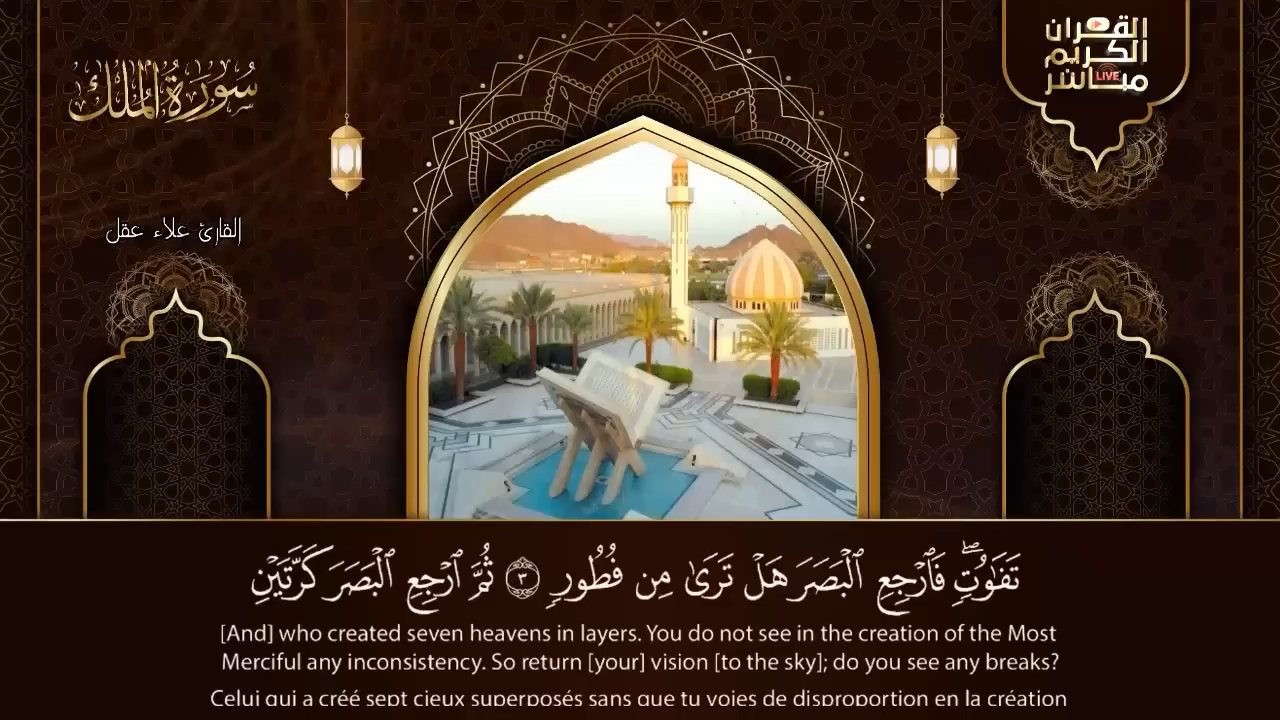 سُورَةُ المُلك
القرآن
الكريم
مباشر
LIVE
القارئ علاء عقل
تَفَٰوُتٖۖ فَٱرۡجِعِ ٱلۡبَصَرَ هَلۡ تَرَىٰ مِن فُطُورٖ ٣ ثُمَّ ٱرۡجِعِ ٱلۡبَصَرَ كَرَّتَيۡنِ
[And] who created seven heavens in layers. You do not see in the creation of the Most
Merciful any inconsistency. So return [your] vision [to the sky]; do you see any breaks?
Celui qui a créé sept cieux superposés sans que tu voies de disproportion en la création